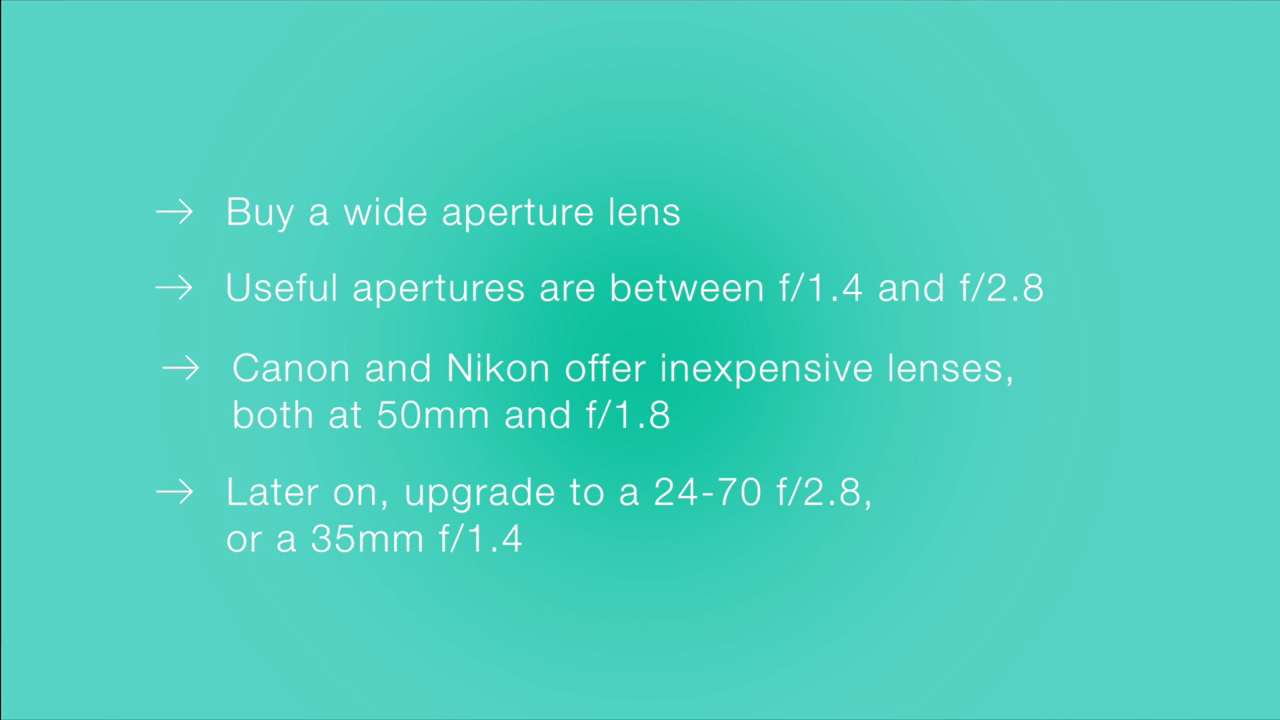 → Buy a wide aperture lens
→ Useful apertures are between f/1.4 and f/2.8
→ Canon and Nikon offer inexpensive lenses,
both at 50mm and f/1.8
→ Later on, upgrade to a 24-70 f/2.8,
or a 35mm f/1.4